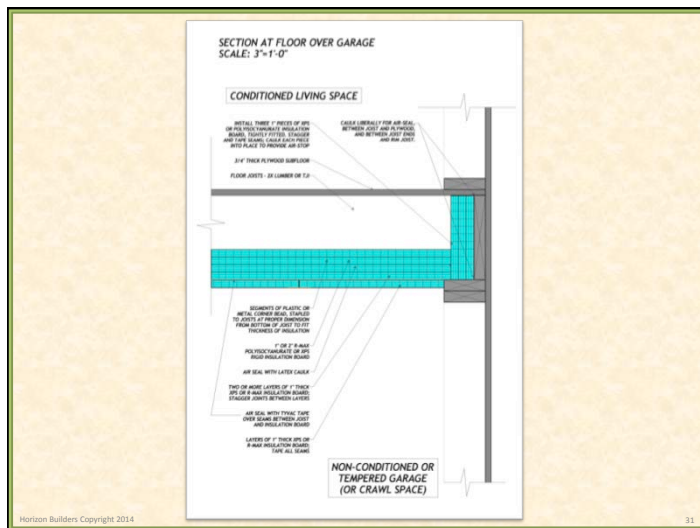 SECTION AT FLOOR OVER GARAGE
SCALE: 3"=1'-0"
CONDITIONED LIVING SPACE
INSTALL THREE 1" PIECES OF XPS
OR POLYISOCYANURATE INSULATION
BOARD, TIGHTLY FITTED. STAGGER
AND TAPE SEAMS; CAULK EACH PIECE
INTO PLACE TO PROVIDE AIR STOP
3/4" THICK PLYWOOD SUBFLOOR
FLOOR JOISTS - 2X LUMBER OR TJI
CAULK LIBERALLY FOR AIR-SEAL
BETWEEN JOIST AND PLYWOOD,
AND BETWEEN JOIST ENDS
AND RIM JOIST.
SEGMENTS OF PLASTIC OR
METAL CORNER BEAD, STAPLED
TO JOISTS AT PROPER DIMENSION
FROM BOTTOM OF JOIST TO FIT
THICKNESS OF INSULATION
1" OR 2" R-MAX
POLYISOCYANURATE OR XPS
RIGID INSULATION BOARD
AIR SEAL WITH LATEX CAULK
TWO OR MORE LAYERS OF 1" THICK
XPS OR R-MAX INSULATION BOARD;
STAGGER JOINTS BETWEEN LAYERS
AIR SEAL WITH TYVAC TAPE
OVER SEAMS BETWEEN JOIST
AND INSULATION BOARD
LAYERS OF 1" THICK XPS OR
R-MAX INSULATION BOARD;
TAPE ALL SEAMS
NON-CONDITIONED OR
TEMPERED GARAGE
(OR CRAWL SPACE)
Horizon Builders Copyright 2014
31